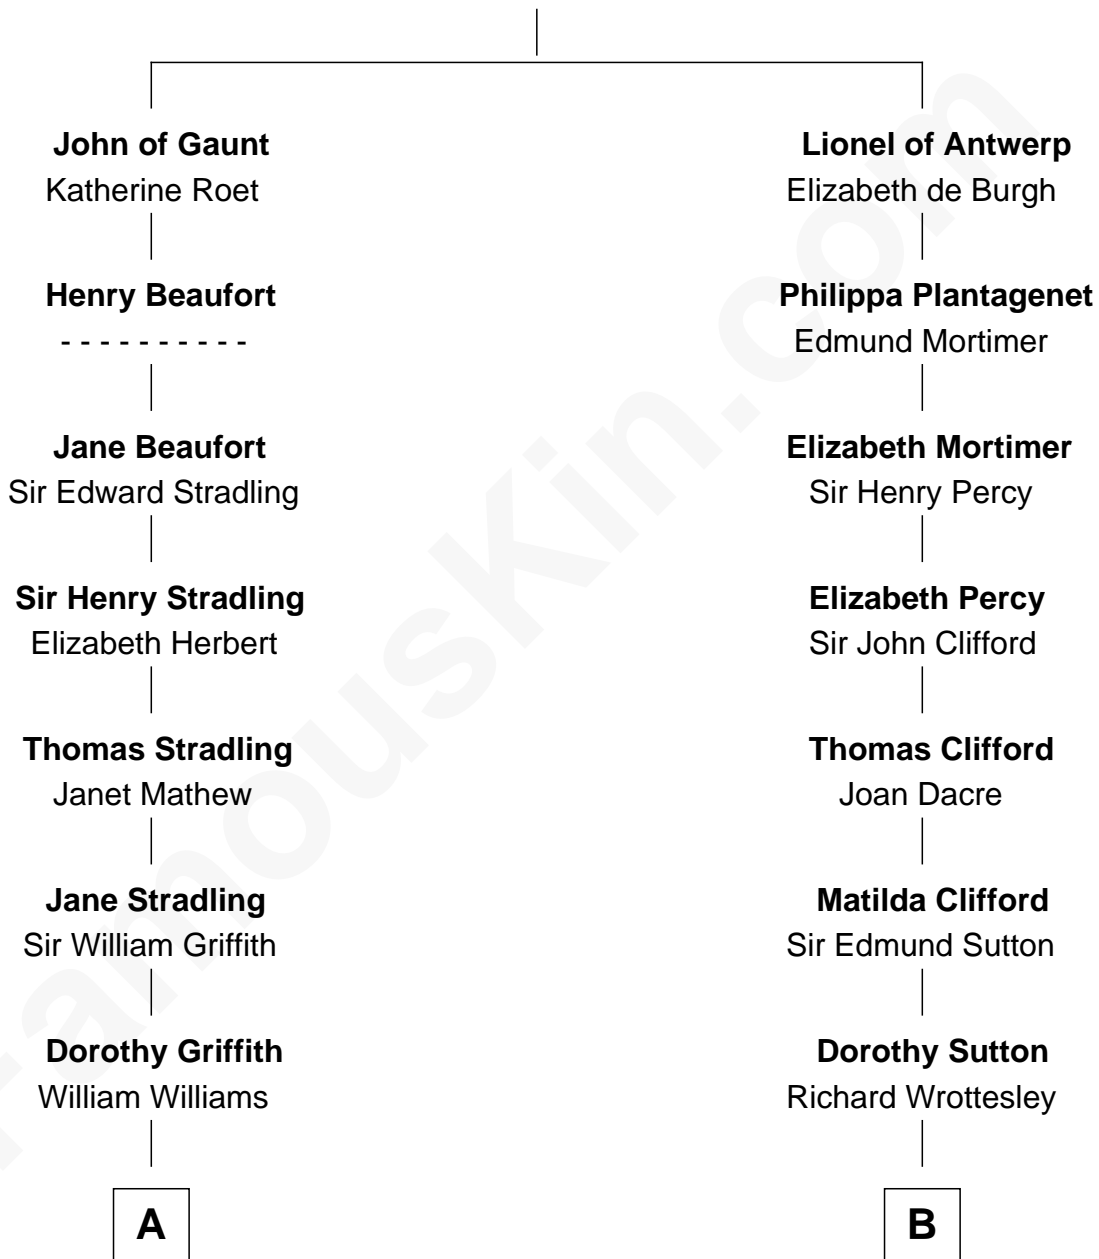 John of Gaunt
Katherine Roet
Henry Beaufort
- - - - - - - - - -
Jane Beaufort
Sir Edward Stradling
Sir Henry Stradling
Elizabeth Herbert
Thomas Stradling
Janet Mathew
Jane Stradling
Sir William Griffith
Dorothy Griffith
William Williams
A
Lionel of Antwerp
Elizabeth de Burgh
Philippa Plantagenet
Edmund Mortimer
Elizabeth Mortimer
Sir Henry Percy
Elizabeth Percy
Sir John Clifford
Thomas Clifford
Joan Dacre
Matilda Clifford
Sir Edmund Sutton
Dorothy Sutton
Richard Wrottesley
B
FamousKin.com